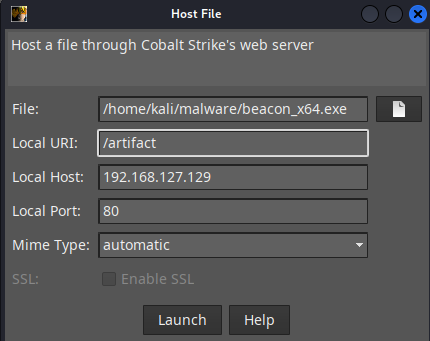 Host File
Host a file through Cobalt Strike's web server
File: /home/kali/malware/beacon_x64.exe
Local URI: /artifact
Local Host: 192.168.127.129
Local Port: 80
Mime Type: automatic
SSL: Enable SSL
Launch Help